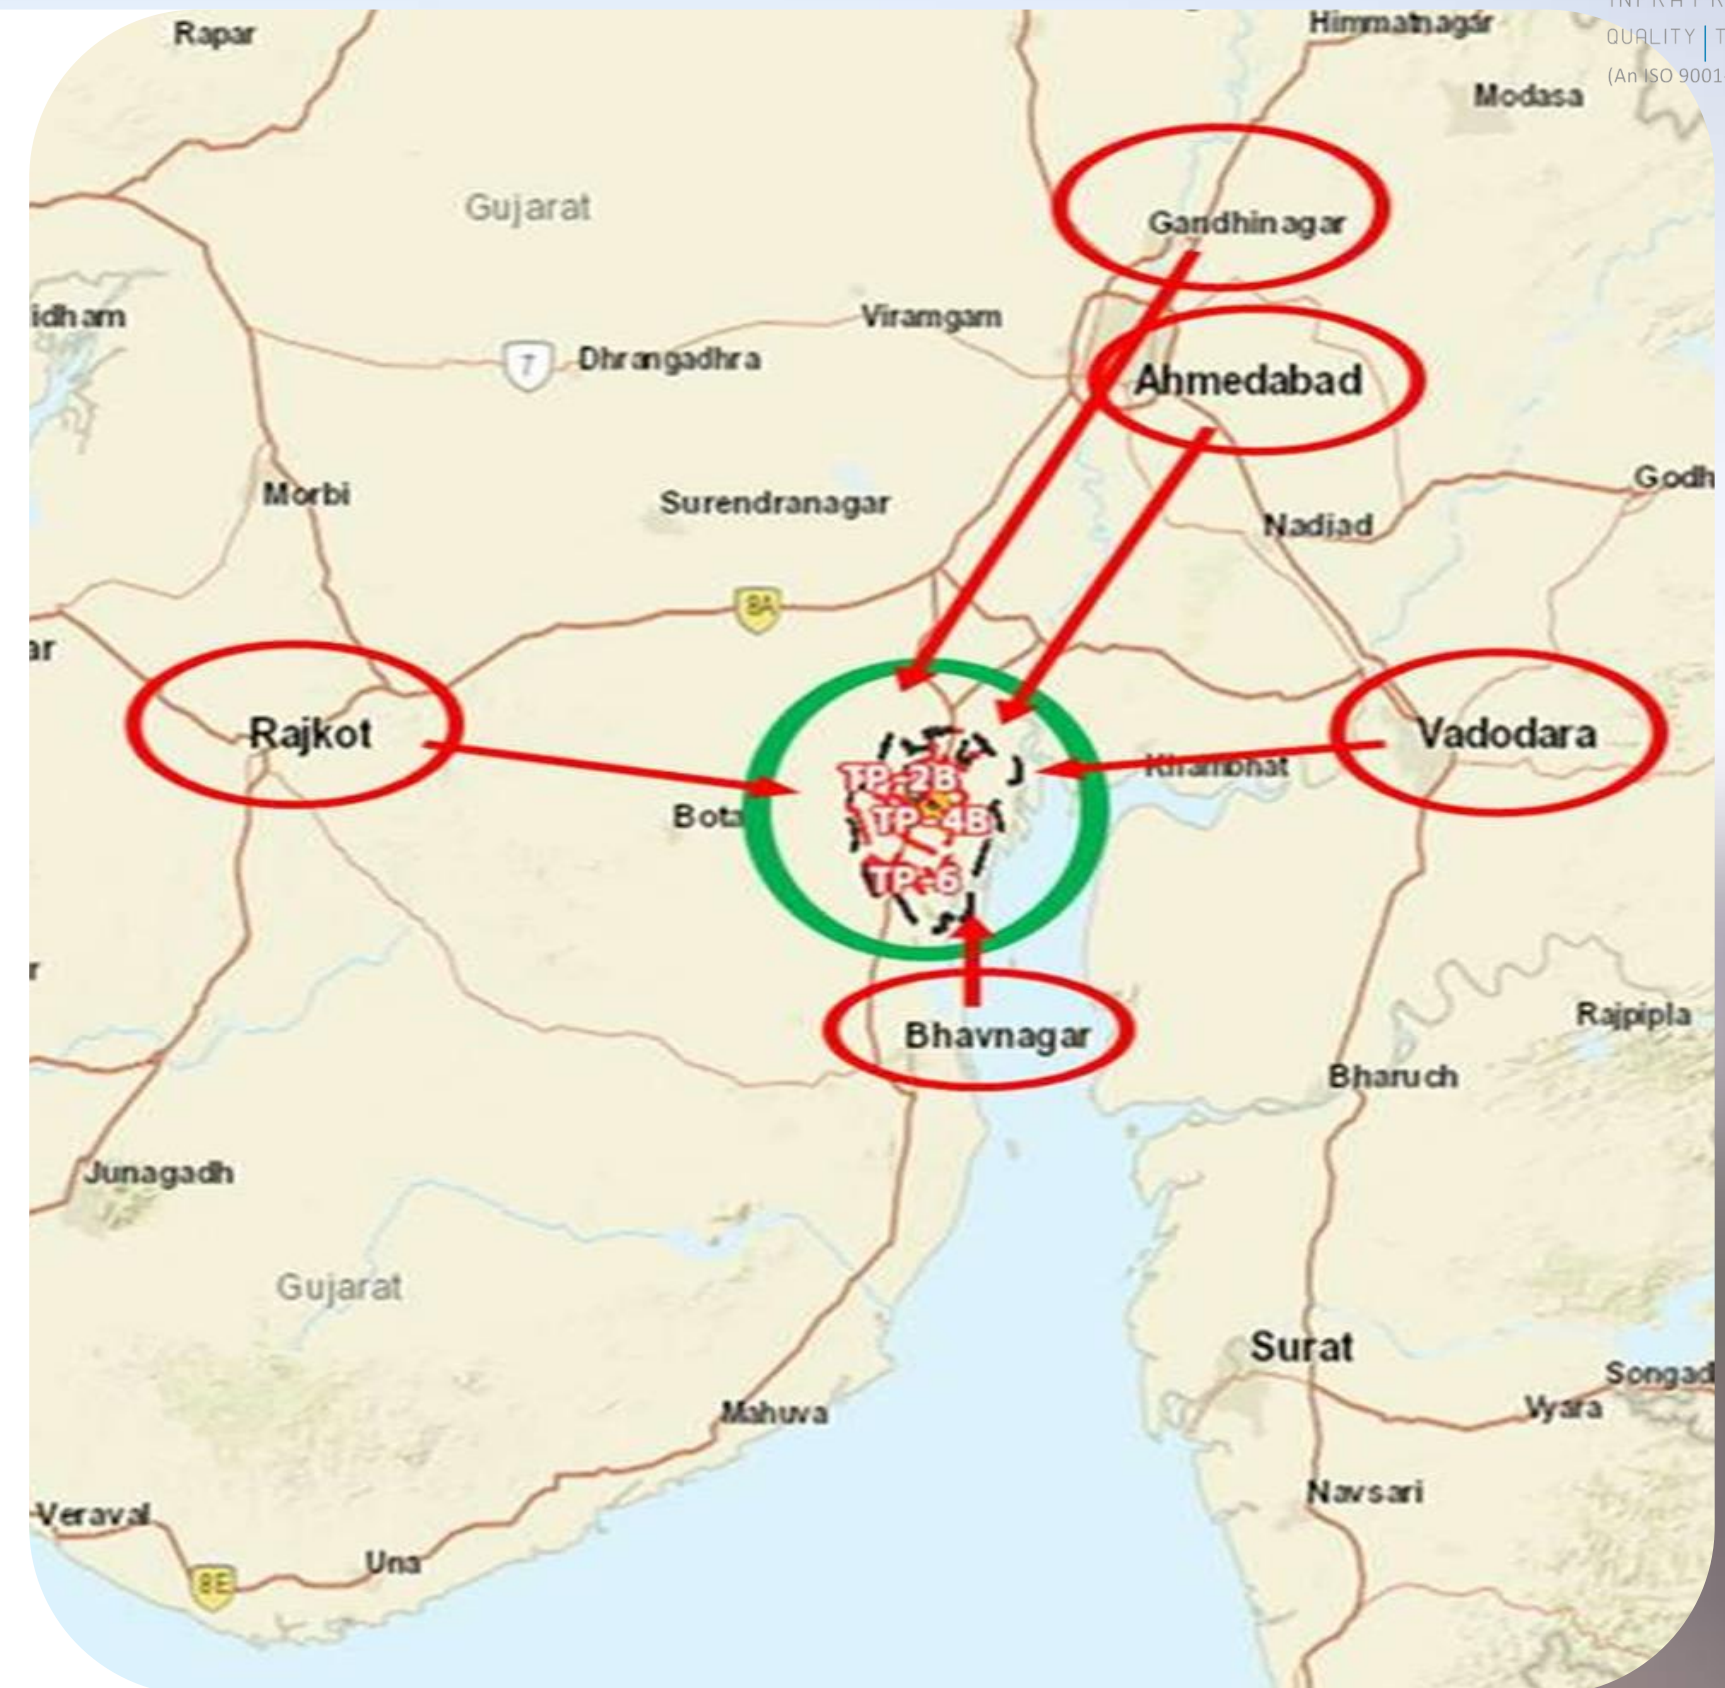 INFRA
QUALITY | T
(An ISO 9001
Rapar
Himmatnagar
Modasa
Gujarat
Gandhinagar
idham
Viramgam
7
Dhrangadhra
Ahmedabad
Morbi
Surendranagar
Godh
Nadiad
8A
ar
Rajkot
Vadodara
Khambhat
TP-2B
Bota
TP-4B
TP-6
r
Rajpipla
Bhavnagar
Bharuch
Junagadh
Gujarat
Surat
Songad
Vyara
Mahuva
Navsari
Veraval
Una
8E